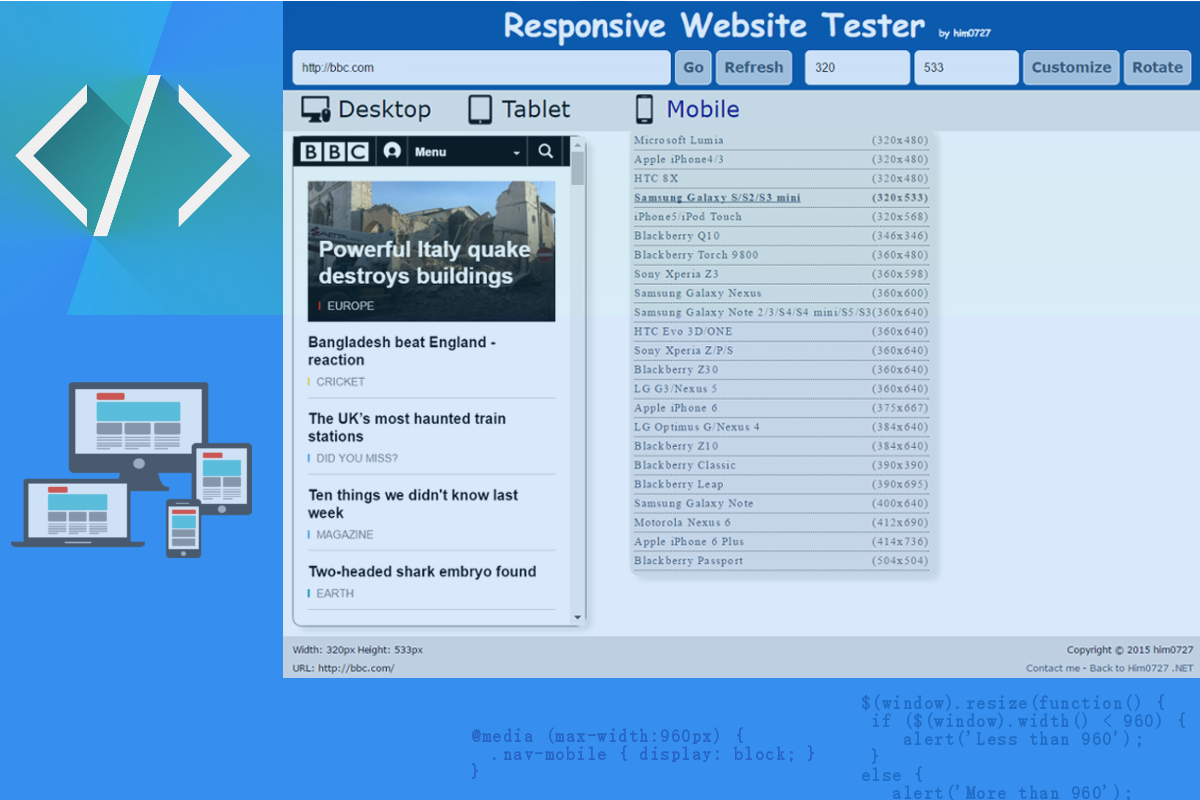 Responsive Website Tester by him0727
http://bbc.com Go Refresh 320 533 Customize Rotate
Desktop Tablet Mobile
BBC Menu
Powerful Italy quake
destroys buildings
EUROPE
Bangladesh beat England -
reaction
CRICKET
The UK's most haunted train
stations
DID YOU MISS?
Ten things we didn't know last
week
MAGAZINE
Two-headed shark embryo found
EARTH
Microsoft Lumia (320x480)
Apple iPhone4/3 (320x480)
HTC 8X (320x480)
Samsung Galaxy S/S2/S3 mini (320x533)
iPhone5/iPod Touch (320x568)
Blackberry Q10 (346x346)
Blackberry Torch 9800 (360x480)
Sony Xperia Z3 (360x598)
Samsung Galaxy Nexus (360x600)
Samsung Galaxy Note 2/3/S4/S4 mini/S5/S3(360x640)
HTC Evo 3D/ONE (360x640)
Sony Xperia Z/P/S (360x640)
Blackberry Z30 (360x640)
LG G3/Nexus 5 (360x640)
Apple iPhone 6 (375x667)
LG Optimus G/Nexus 4 (384x640)
Blackberry Z10 (384x640)
Blackberry Classic (390x390)
Blackberry Leap (390x695)
Samsung Galaxy Note (400x640)
Motorola Nexus 6 (412x690)
Apple iPhone 6 Plus (414x736)
Blackberry Passport (504x504)
Width: 320px Height: 533px
URL: http://bbc.com/
Copyright © 2015 him0727
Contact me - Back to Him0727 .NET
@media (max-width:960px) {
.nav-mobile { display: block; }
}
$(window).resize(function() {
if ($(window).width() < 960) {
alert('Less than 960');
}
else {
alert('More than 960');